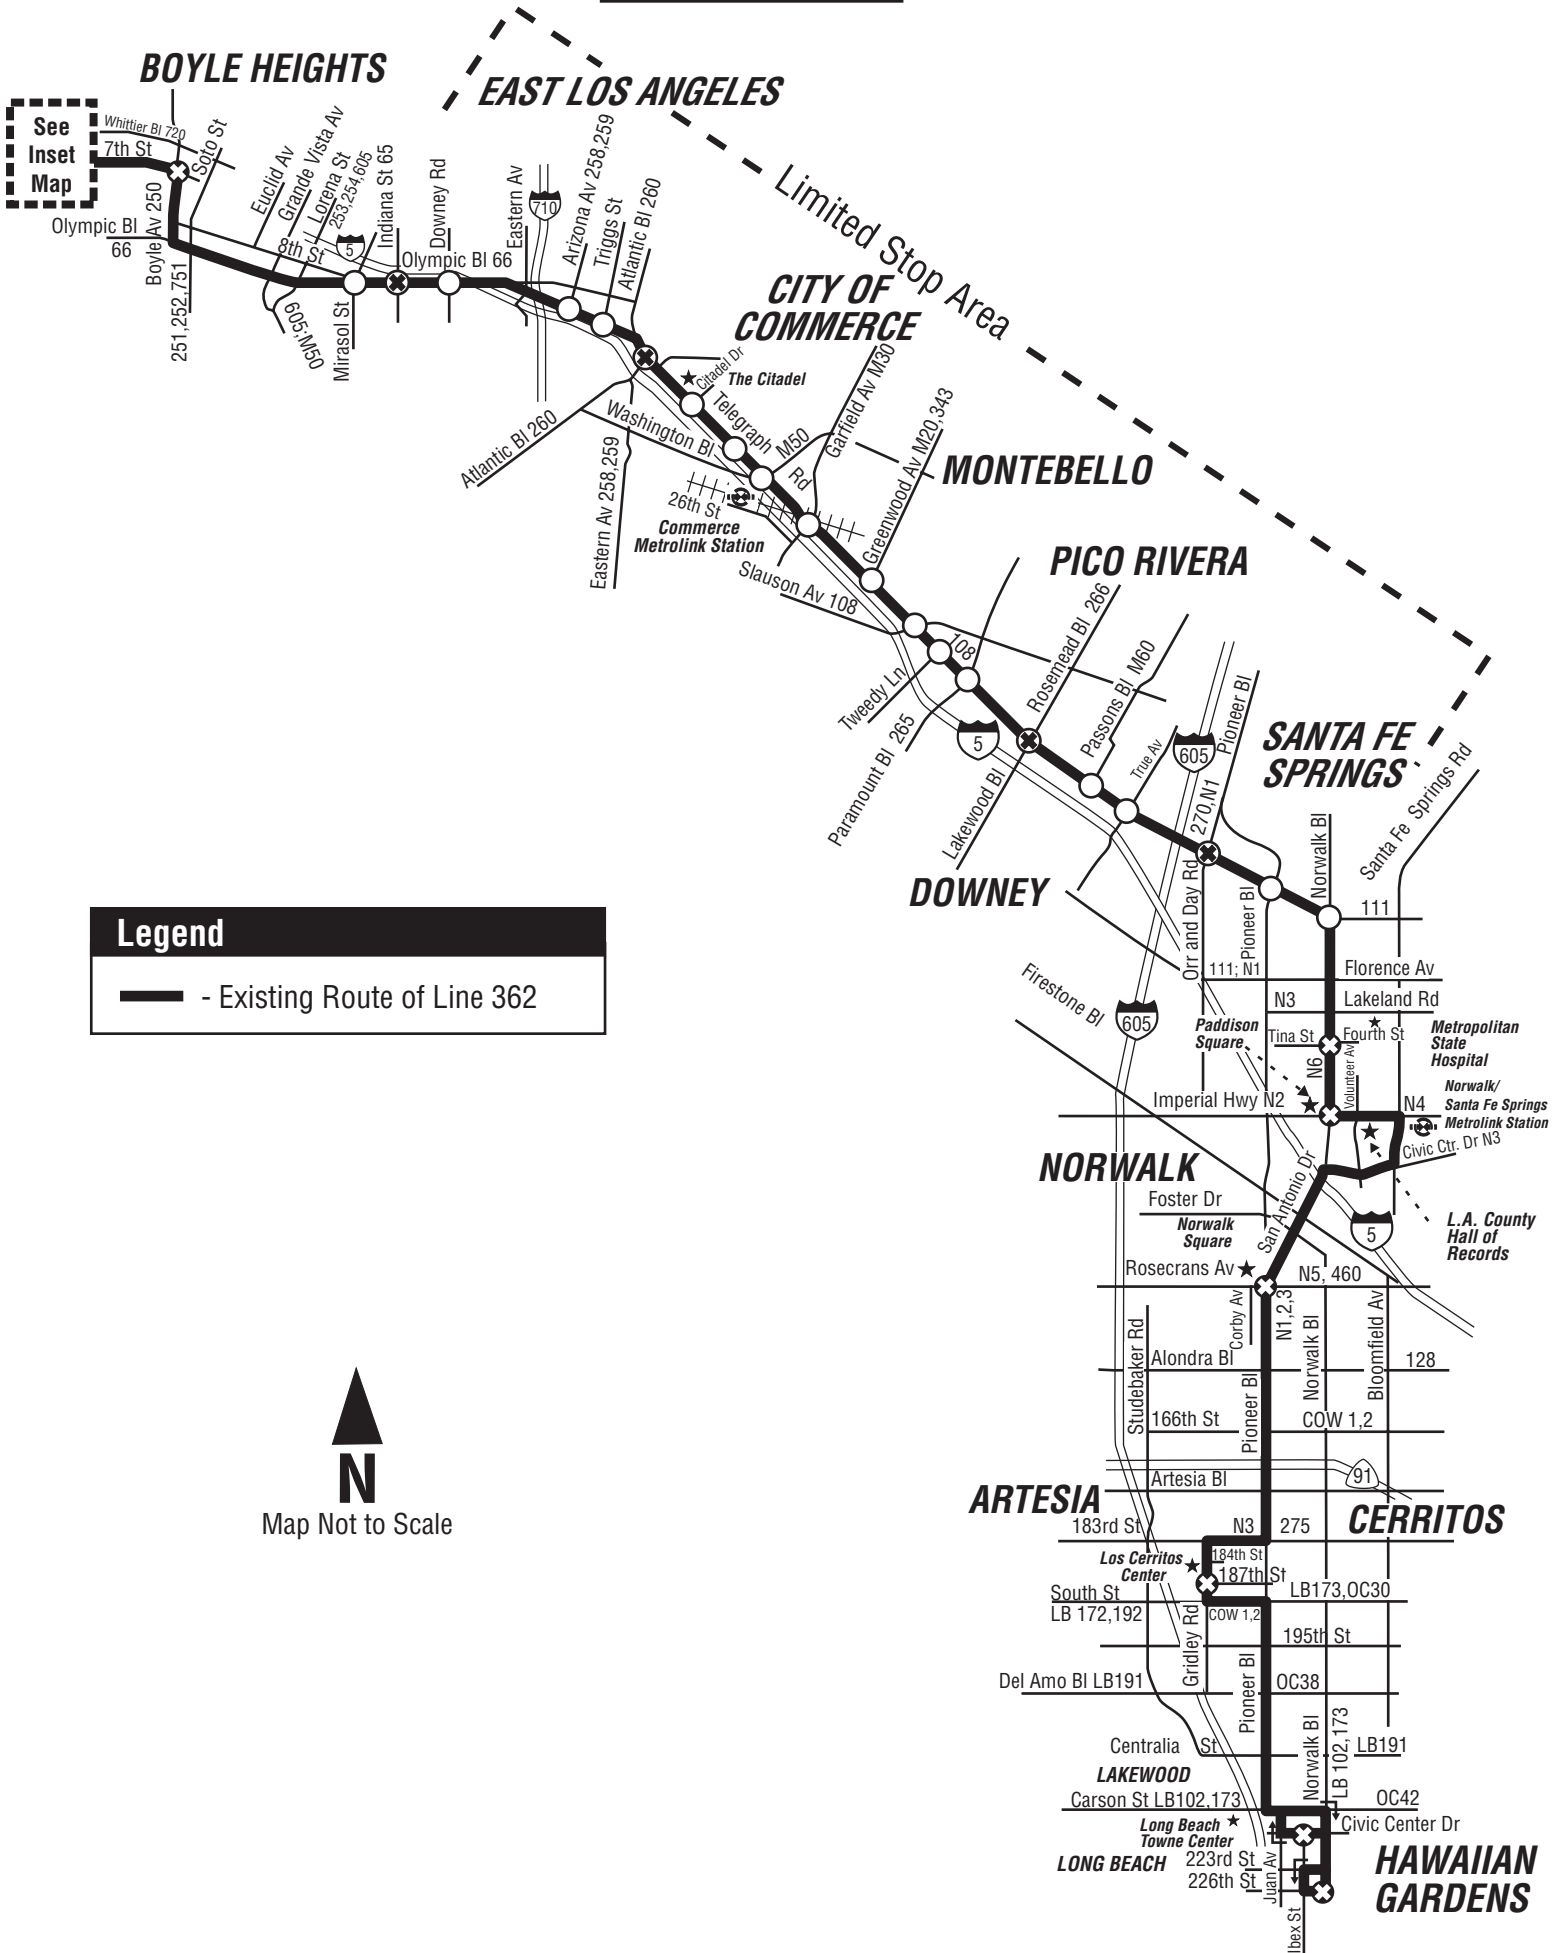 BOYLE HEIGHTS
EAST LOS ANGELES
See
Inset
Map
Whittier Bl 720
7th St
Soto St
Boyle Av 250
Olympic Bl
66
251,252,751
Euclid Av
Grande Vista Av
Lorena St
253,254,605
8th St
5
605;M50
Mirasol St
Indiana St 65
Downey Rd
Olympic Bl 66
Eastern Av
710
Arizona Av 258,259
Triggs St
Atlantic Bl 260
Limited Stop Area
CITY OF
COMMERCE
Citadel Dr
The Citadel
Telegraph
Rd
Atlantic Bl 260
Washington Bl
M50
Eastern Av 258,259
26th St
Commerce
Metrolink Station
Garfield Av M30
Greenwood Av M20,343
MONTEBELLO
Slauson Av 108
108
PICO RIVERA
Tweedy Ln
Paramount Bl 265
5
Rosemead Bl 266
Lakewood Bl
Passons Bl M60
True Av
605
Pioneer Bl
270,N1
SANTA FE
SPRINGS
Santa Fe Springs Rd
Norwalk Bl
DOWNEY
Orr and Day Rd
Pioneer Bl
111
111; N1
Florence Av
N3
Lakeland Rd
Legend
- Existing Route of Line 362
Firestone Bl
605
Paddison
Square
Tina St
Fourth St
Metropolitan
State
Hospital
N6
Volunteer Av
Norwalk/
Santa Fe Springs
Metrolink Station
Imperial Hwy N2
N4
Civic Ctr. Dr N3
NORWALK
San Antonio Dr
Foster Dr
Norwalk
Square
5
L.A. County
Hall of
Records
Rosecrans Av
N5, 460
Corby Av
N1,2,3
Norwalk Bl
Bloomfield Av
Studebaker Rd
Alondra Bl
128
Pioneer Bl
166th St
COW 1,2
91
Artesia Bl
N
Map Not to Scale
ARTESIA
CERRITOS
183rd St
N3
275
184th St
Los Cerritos
Center
187th St
South St
LB173,OC30
LB 172,192
COW 1,2
Gridley Rd
195th St
Pioneer Bl
Del Amo Bl LB191
OC38
Norwalk Bl
LB 102,173
Centralia St
LB191
LAKEWOOD
Carson St LB102,173
OC42
Long Beach
Towne Center
Civic Center Dr
LONG BEACH
223rd St
226th St
Juan Av
Ibex St
HAWAIIAN
GARDENS